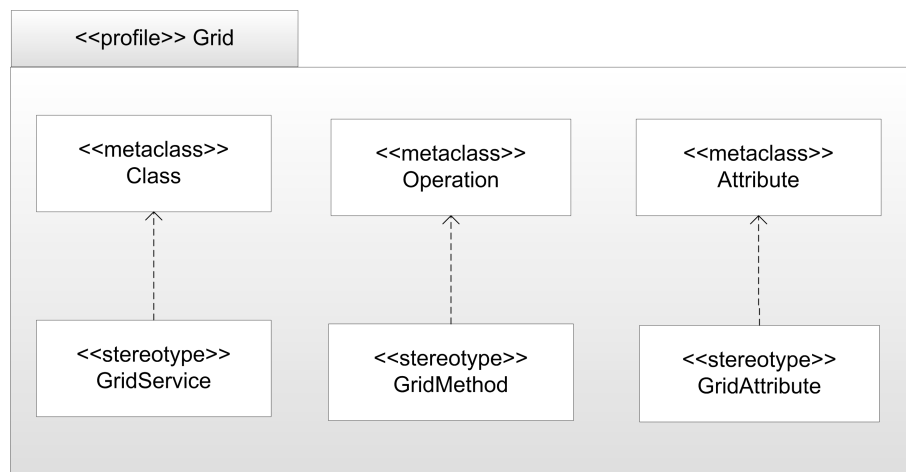 <<profile>> Grid
<<metaclass>>
Class
<<metaclass>>
Operation
<<metaclass>>
Attribute
<<stereotype>>
GridService
<<stereotype>>
GridMethod
<<stereotype>>
GridAttribute